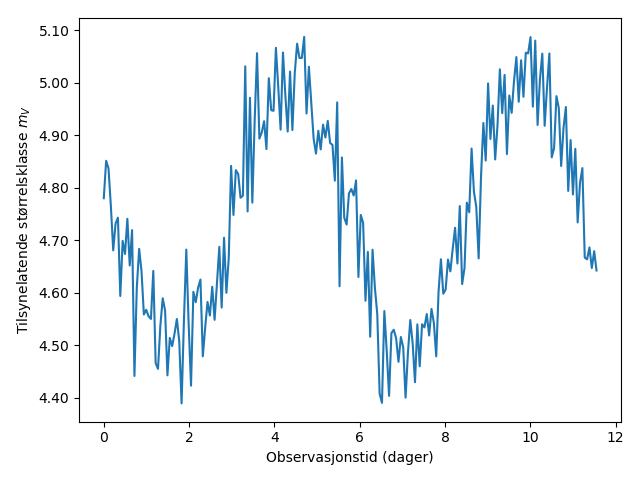 Tilsynelatende størrelsklasse m_V
5.10
5.00
4.90
4.80
4.70
4.60
4.50
4.40
0 2 4 6 8 10 12
Observasjonstid (dager)